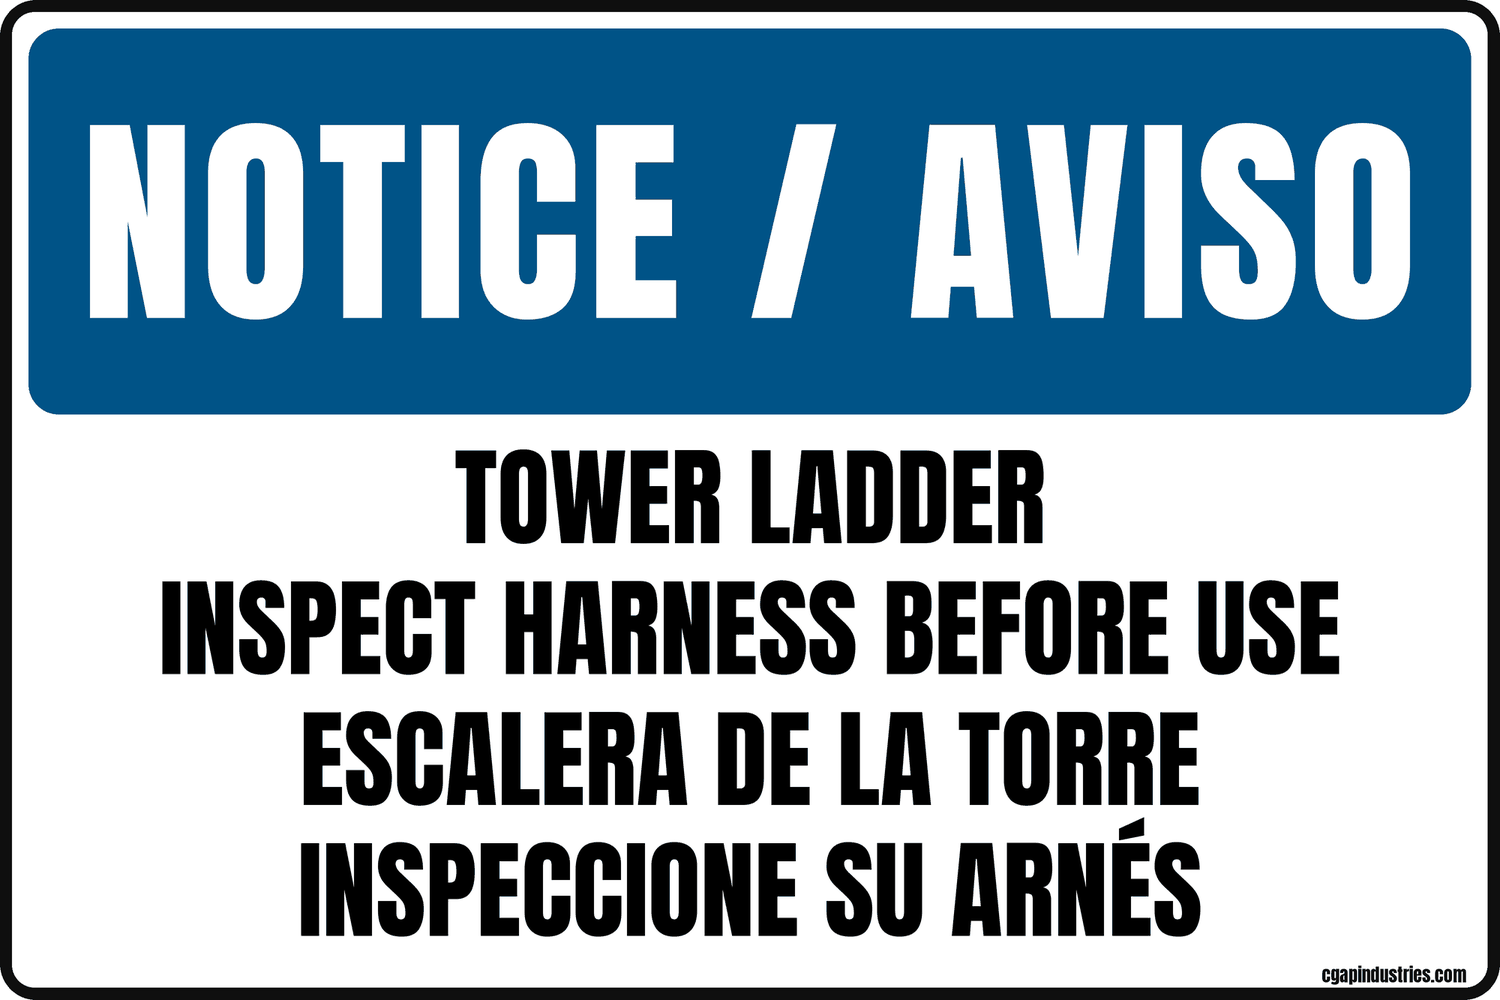 NOTICE / AVISO
TOWER LADDER
INSPECT HARNESS BEFORE USE
ESCALERA DE LA TORRE
INSPECCIONE SU ARNÉS
cgapindustries.com